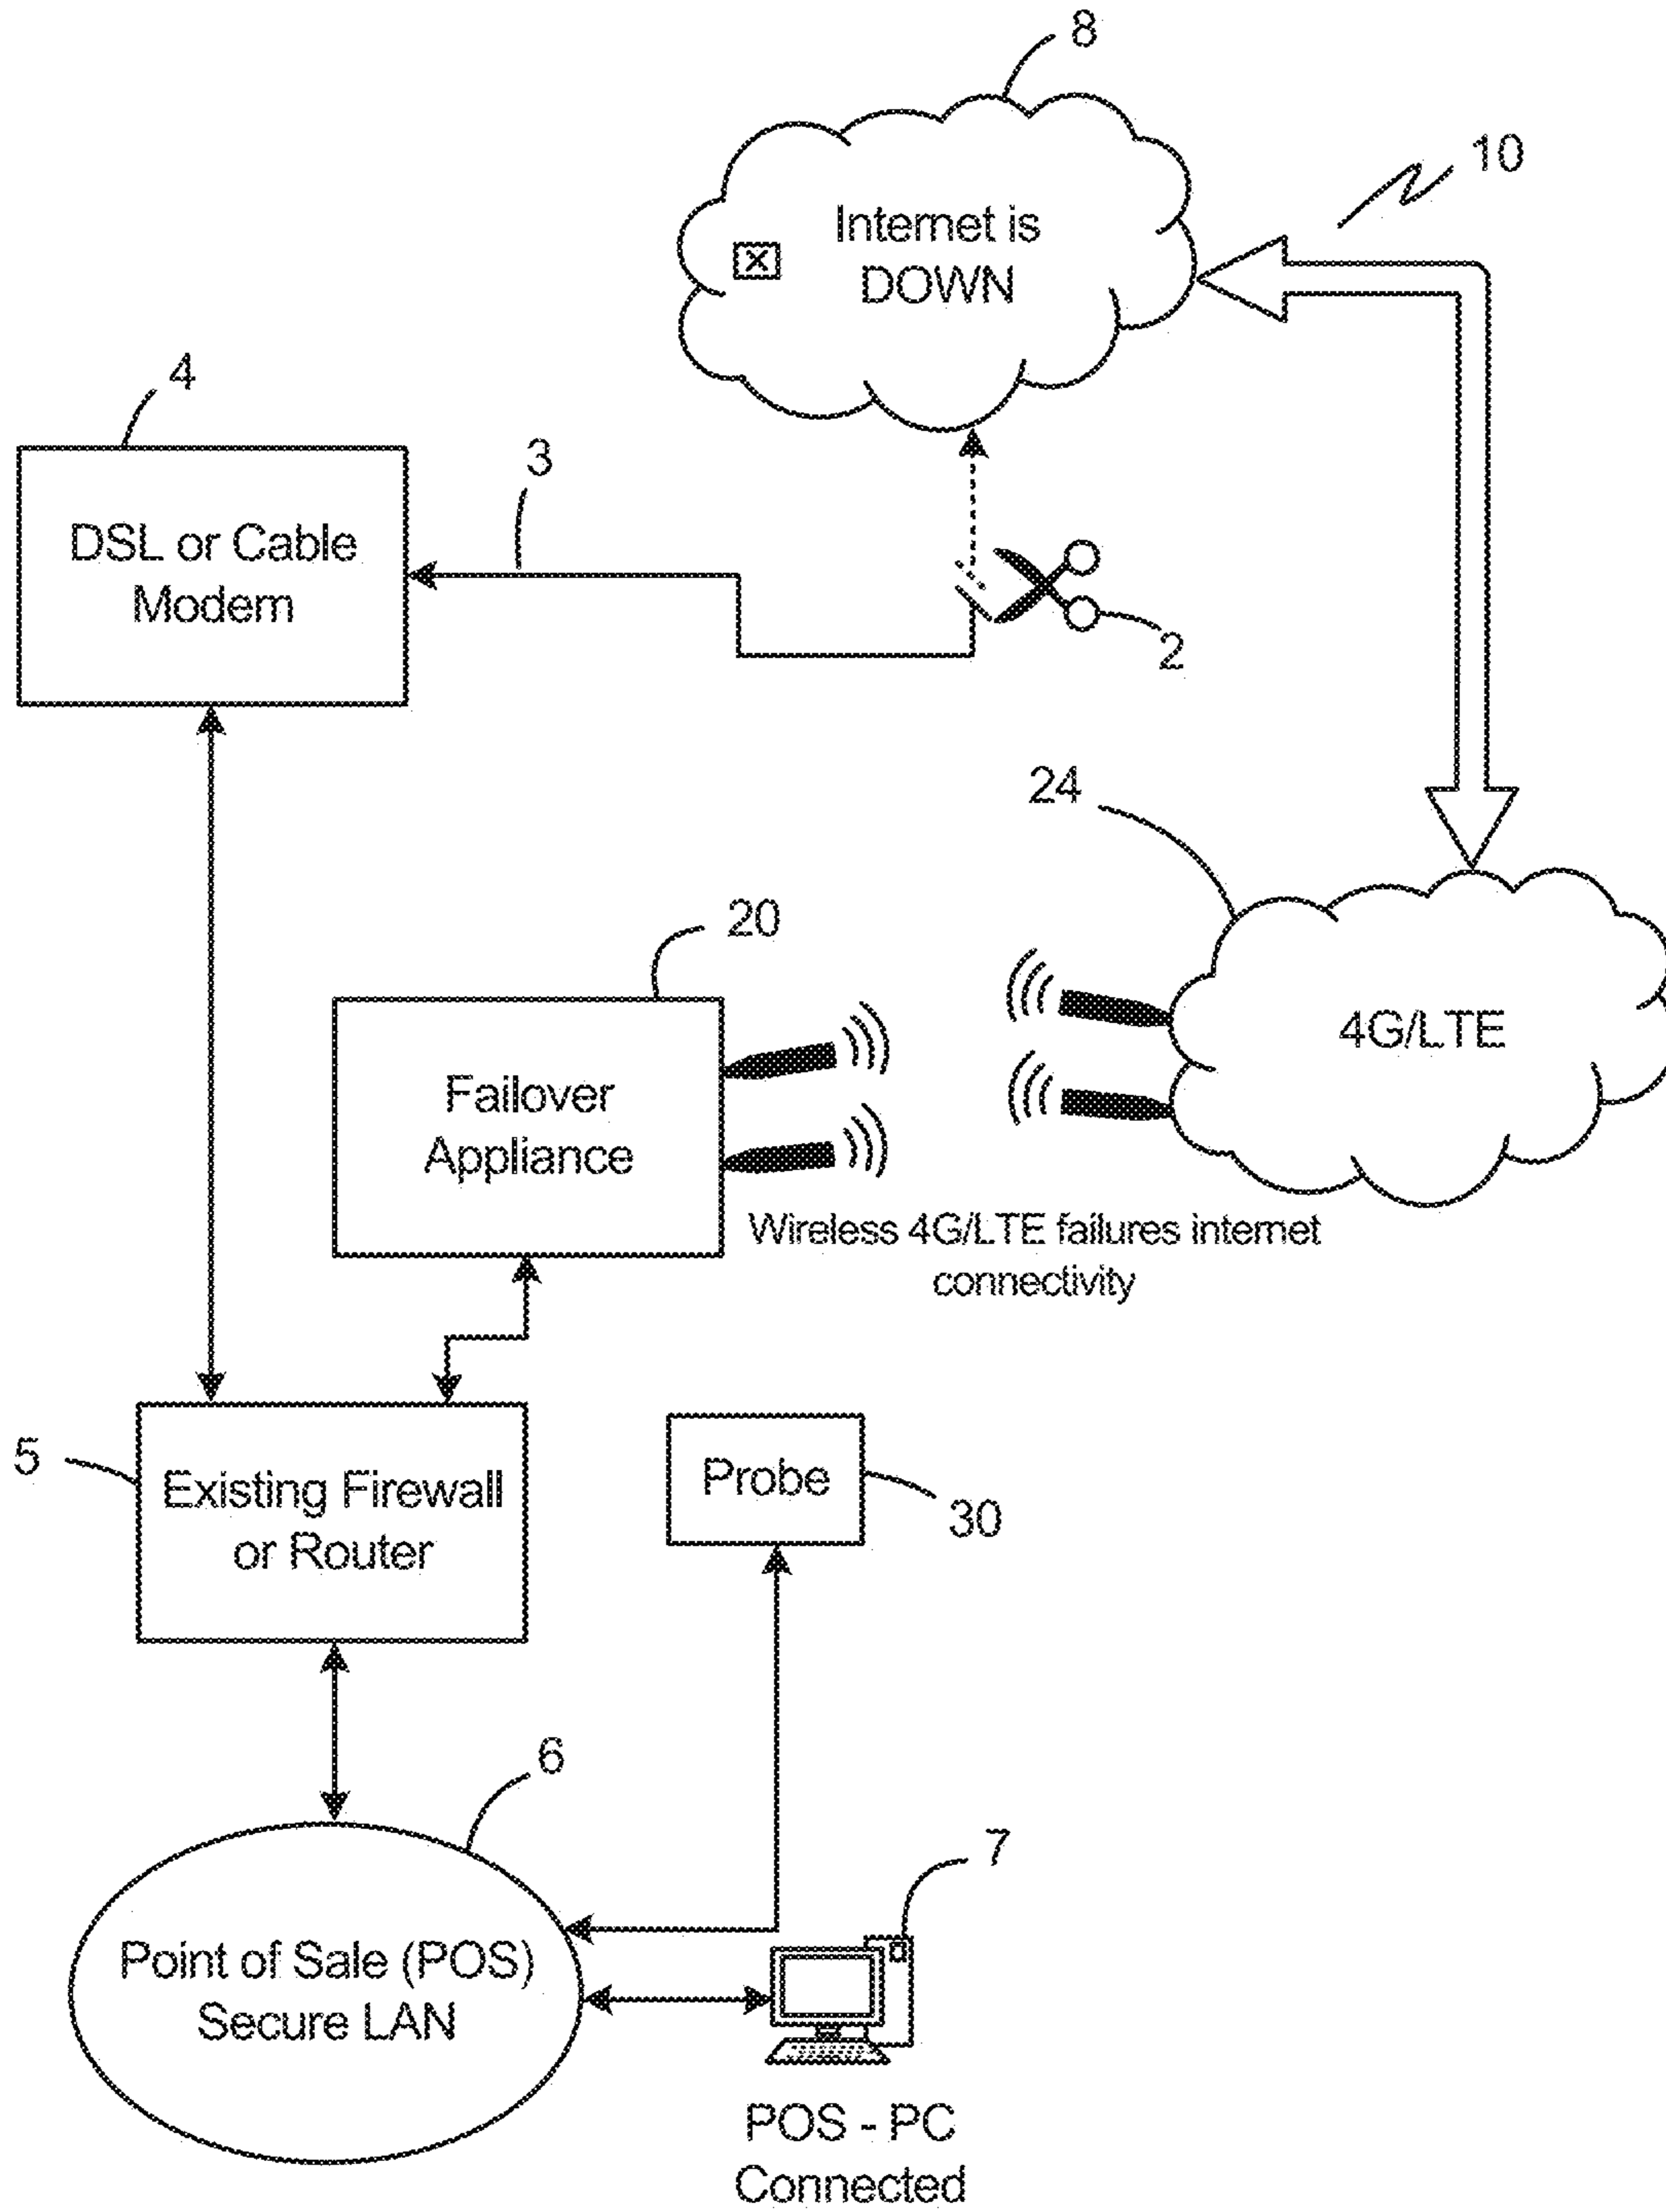 8
10
Internet is
DOWN
X
4
3
DSL or Cable
Modem
2
24
20
4G/LTE
Failover
Appliance
Wireless 4G/LTE failures internet
connectivity
5
Existing Firewall
or Router
Probe
30
6
7
Point of Sale (POS)
Secure LAN
POS - PC
Connected